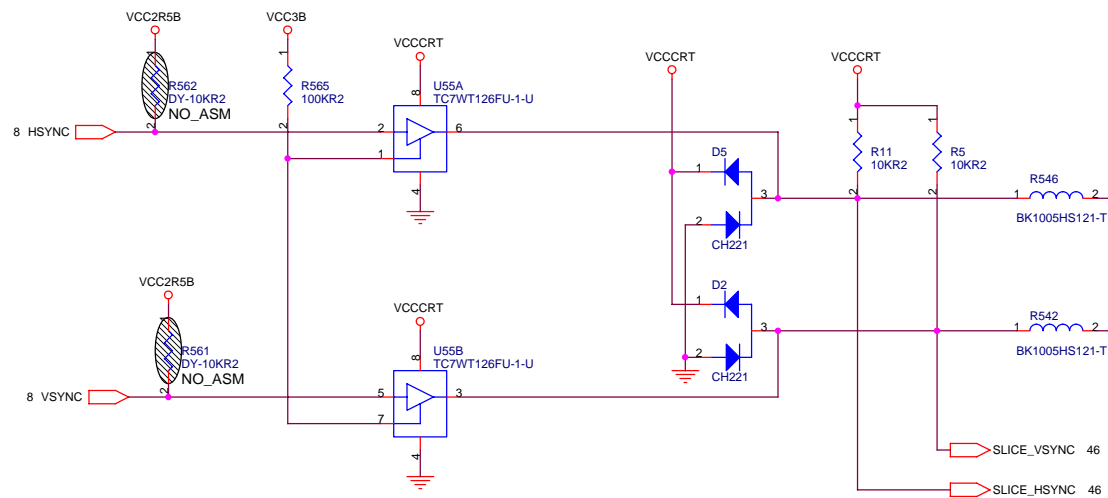 VCC2R5B
VCC3B
VCCCRT
VCCCRT
VCCCRT
1
R562
DY-10KR2
NO_ASM
2
1
R565
100KR2
2
U55A
TC7WT126FU-1-U
8
2
6
1
4
8 HSYNC
D5
1
3
2
CH221
1
R11
10KR2
2
1
R5
10KR2
2
R546
1
2
BK1005HS121-T
VCC2R5B
VCCCRT
1
R561
DY-10KR2
NO_ASM
2
U55B
TC7WT126FU-1-U
8
5
3
7
4
8 VSYNC
D2
1
3
2
CH221
R542
1
2
BK1005HS121-T
SLICE_VSYNC 46
SLICE_HSYNC 46